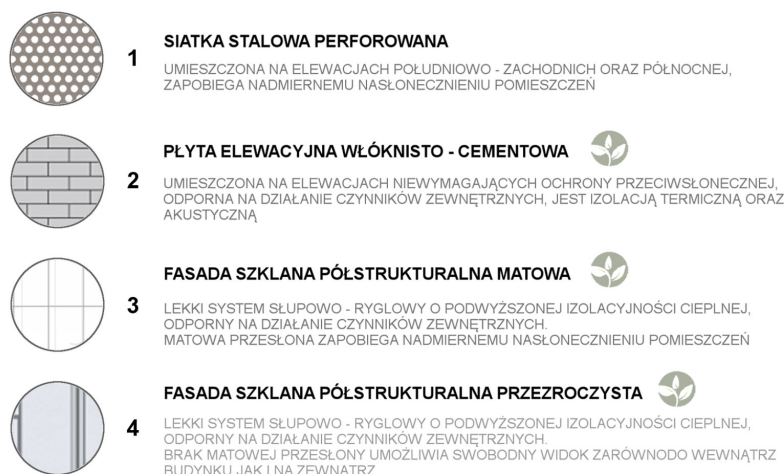 SIATKA STALOWA PERFOROWANA
1
UMIESZCZONA NA ELEWACJACH POŁUDNIOWO - ZACHODNICH ORAZ PÓŁNOCNEJ,
ZAPOBIEGA NADMIERNEMU NASŁONECZNIENIU POMIESZCZEŃ
PŁYTA ELEWACYJNA WŁÓKNISTO - CEMENTOWA
2
UMIESZCZONA NA ELEWACJACH NIEWYMAGAJĄCYCH OCHRONY PRZECIWSŁONECZNEJ,
ODPORNA NA DZIAŁANIE CZYNNIKÓW ZEWNĘTRZNYCH, JEST IZOLACJĄ TERMICZNĄ ORAZ
AKUSTYCZNĄ
FASADA SZKLANA PÓŁSTRUKTURALNA MATOWA
3
LEKKI SYSTEM SŁUPOWO - RYGLOWY O PODWYŻSZONEJ IZOLACYJNOŚCI CIEPLNEJ,
ODPORNY NA DZIAŁANIE CZYNNIKÓW ZEWNĘTRZNYCH.
MATOWA PRZESŁONA ZAPOBIEGA NADMIERNEMU NASŁONECZNIENIU POMIESZCZEŃ
FASADA SZKLANA PÓŁSTRUKTURALNA PRZEZROCZYSTA
4
LEKKI SYSTEM SŁUPOWO - RYGLOWY O PODWYŻSZONEJ IZOLACYJNOŚCI CIEPLNEJ,
ODPORNY NA DZIAŁANIE CZYNNIKÓW ZEWNĘTRZNYCH.
BRAK MATOWEJ PRZESŁONY UMOŻLIWIA SWOBODNY WIDOK ZARÓWNODO WEWNĄTRZ
BUDYNKU JAK I NA ZEWNĄTRZ